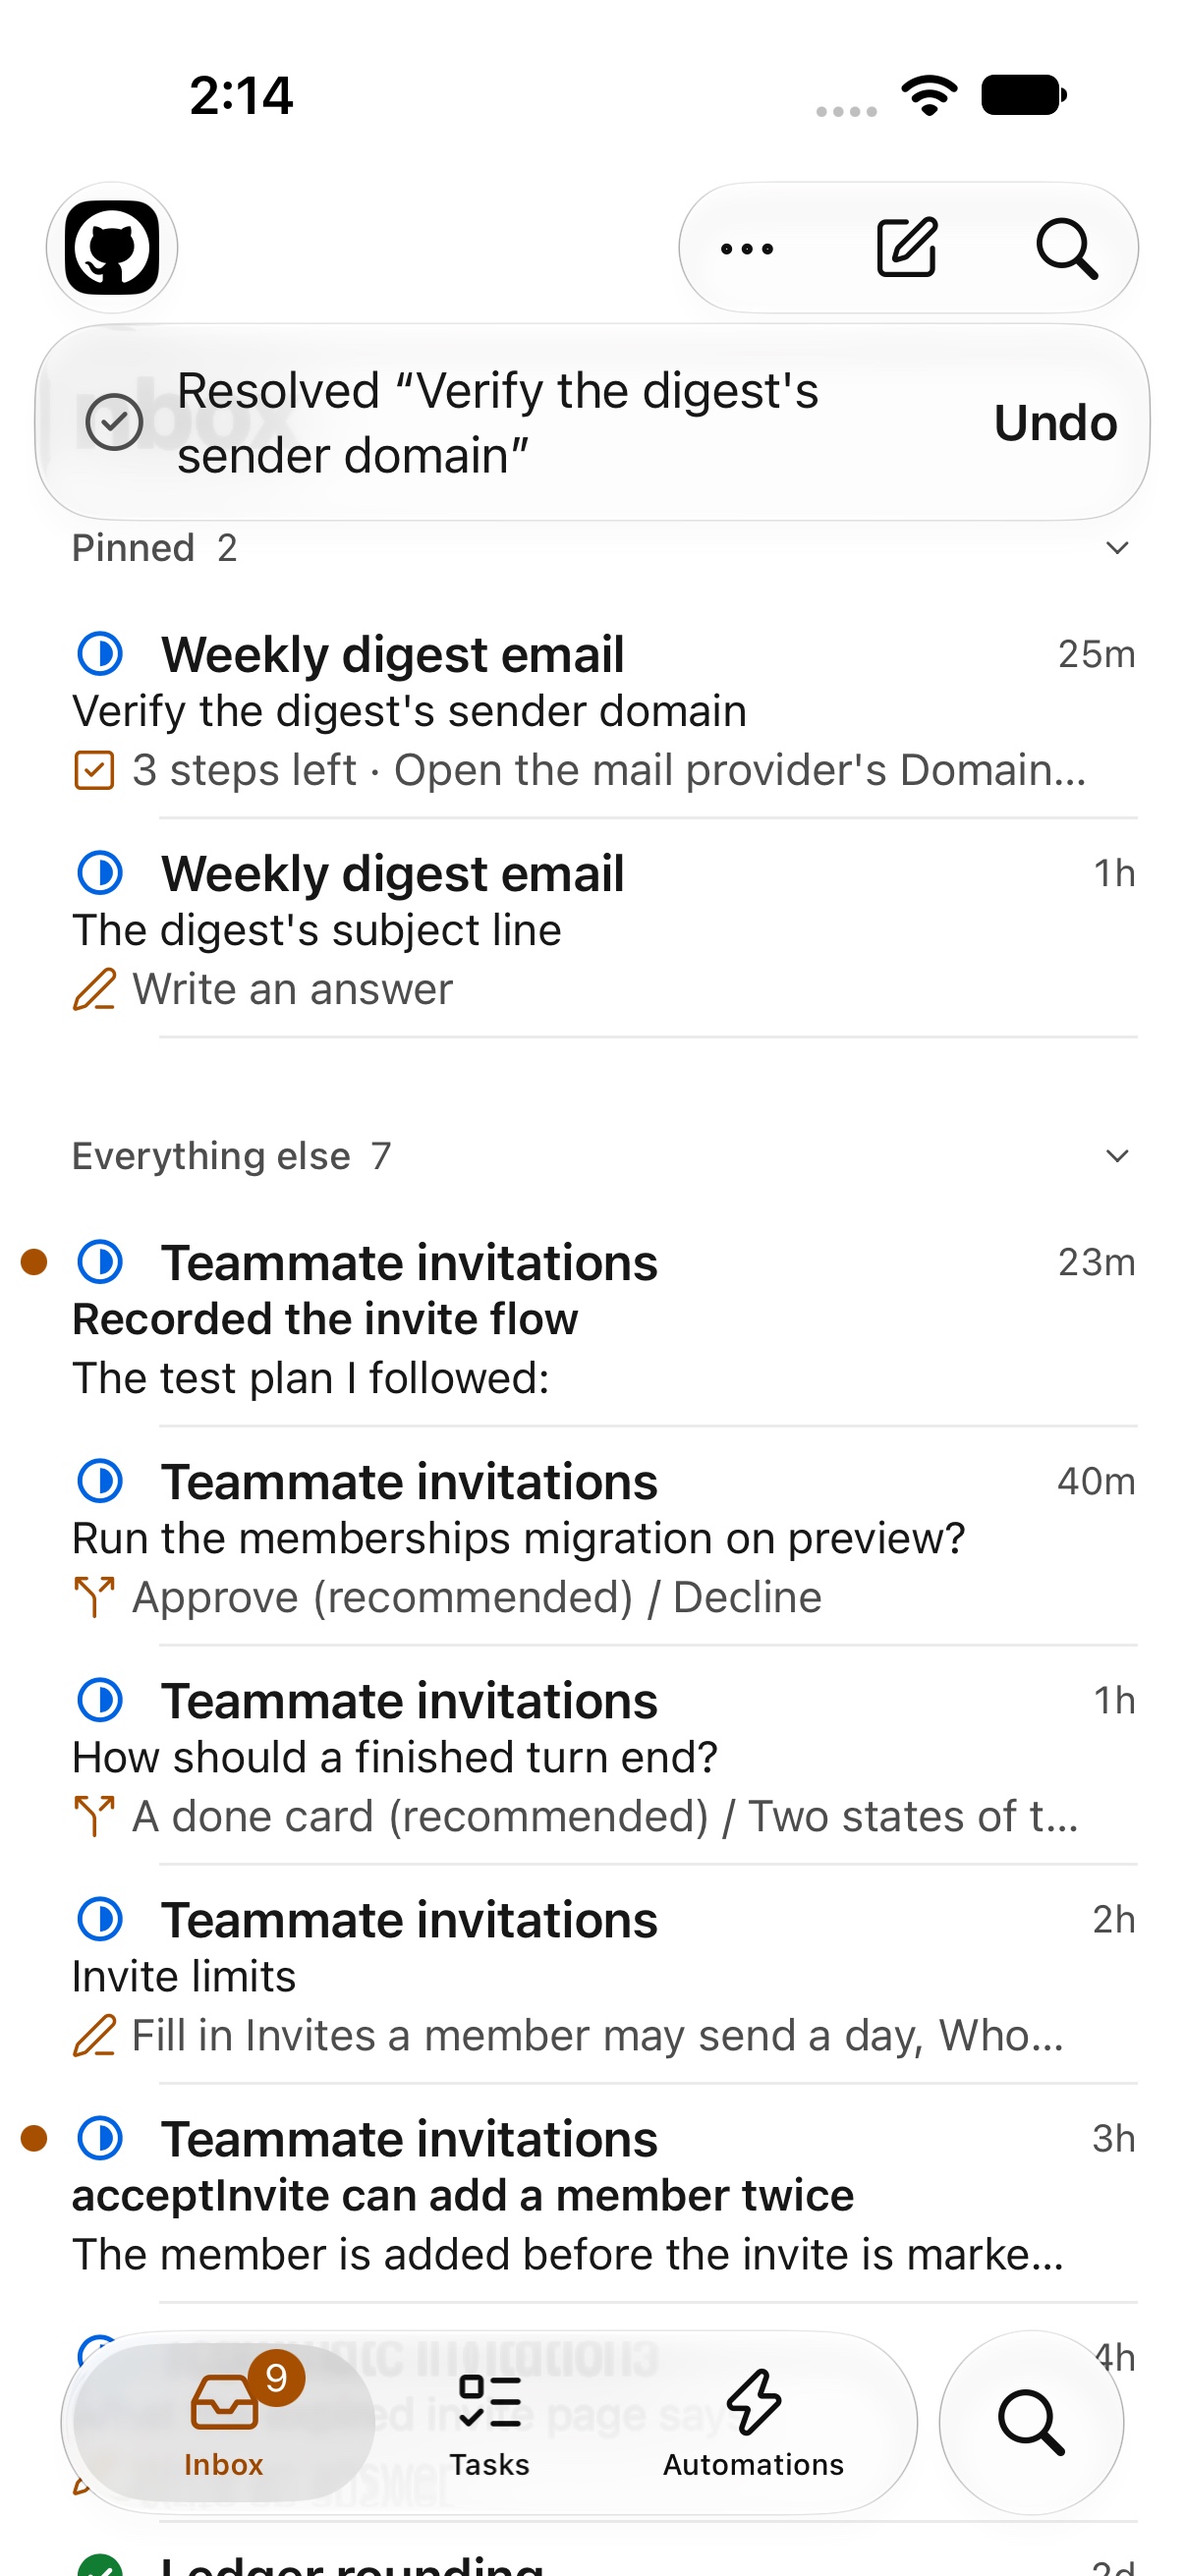 2:14
Resolved “Verify the digest's
sender domain”
Undo
Pinned 2
Weekly digest email 25m
Verify the digest's sender domain
3 steps left · Open the mail provider's Domain...
Weekly digest email 1h
The digest's subject line
Write an answer
Everything else 7
Teammate invitations 23m
Recorded the invite flow
The test plan I followed:
Teammate invitations 40m
Run the memberships migration on preview?
Approve (recommended) / Decline
Teammate invitations 1h
How should a finished turn end?
A done card (recommended) / Two states of t...
Teammate invitations 2h
Invite limits
Fill in Invites a member may send a day, Who...
Teammate invitations 3h
acceptInvite can add a member twice
The member is added before the invite is marke...
4h
invite page say
9
Inbox
Tasks
Automations
Ledger rounding 2d